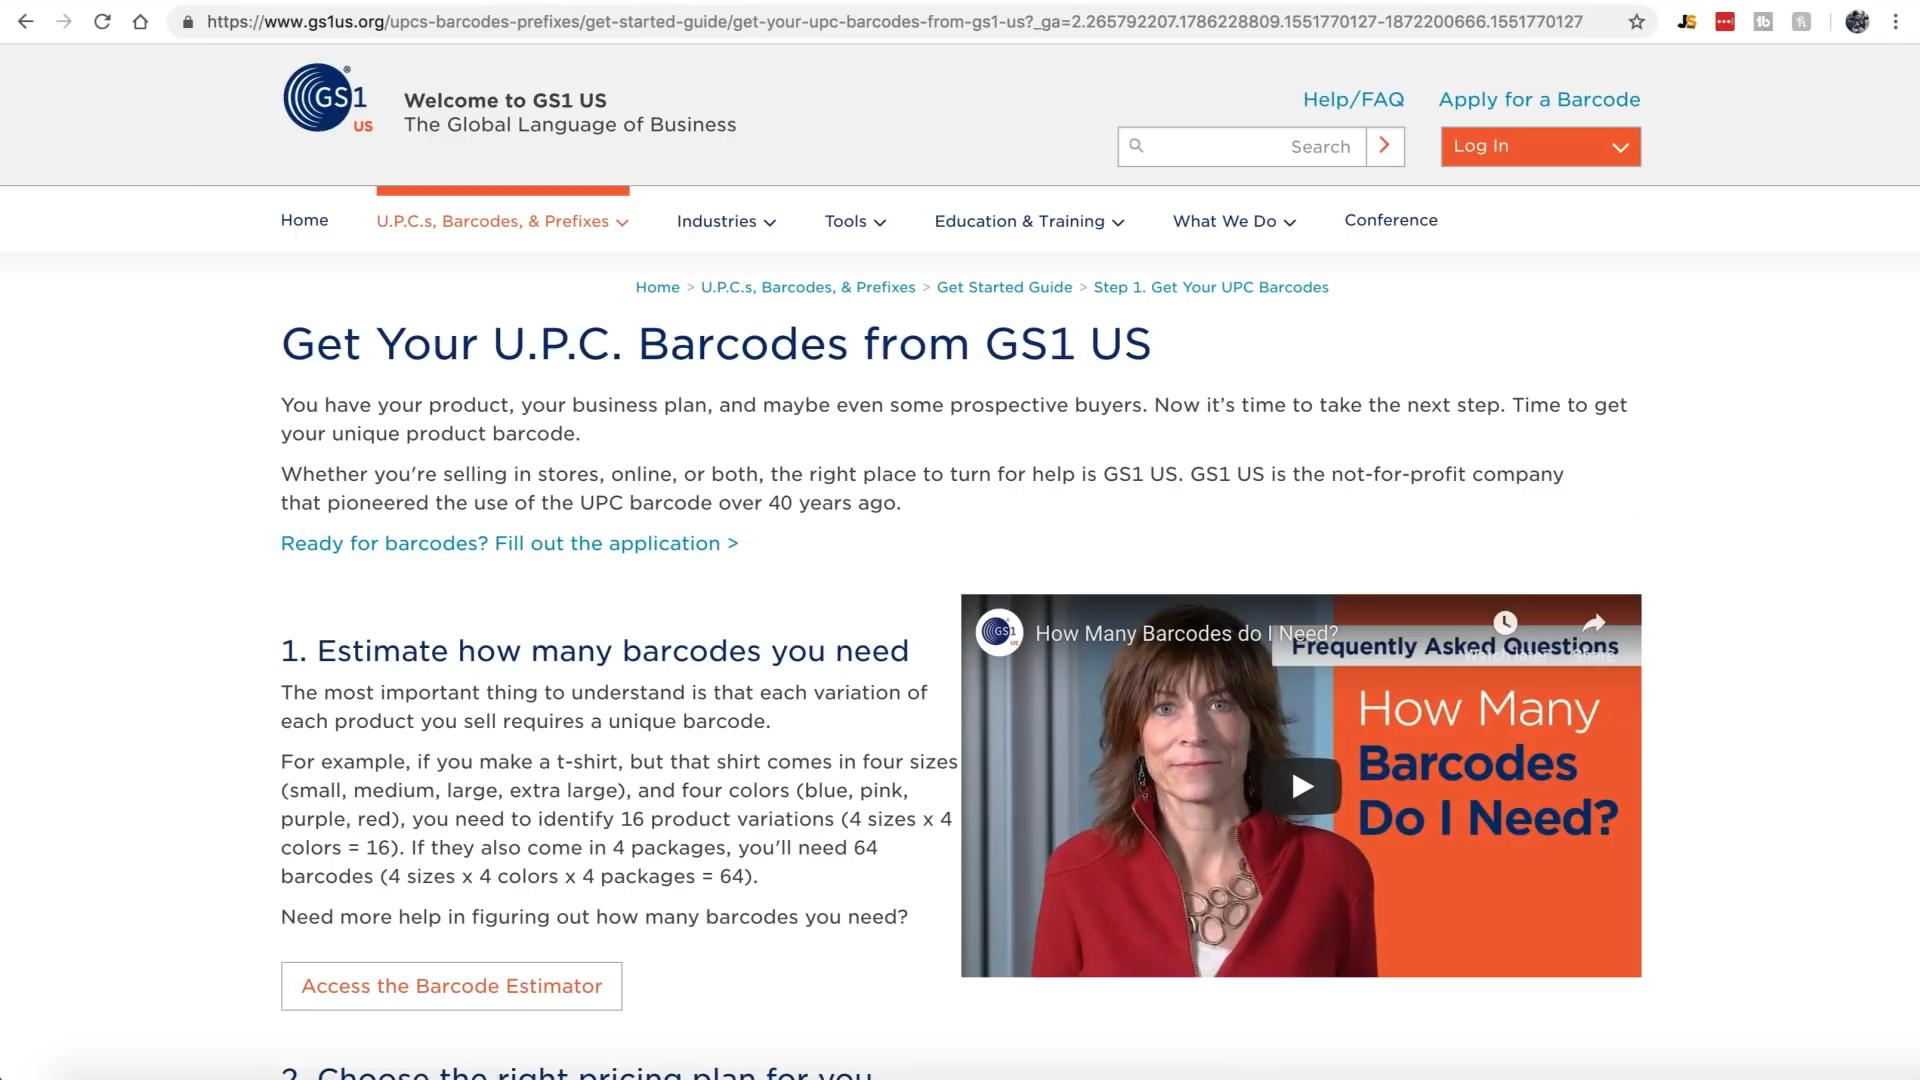 https://www.gs1us.org/upcs-barcodes-prefixes/get-started-guide/get-your-upc-barcodes-from-gs1-us?_ga=2.265792207.1786228809.1551770127-1872200666.1551770127
GS1 US
Welcome to GS1 US
The Global Language of Business
Help/FAQ
Apply for a Barcode
Search
Log In
Home
U.P.C.s, Barcodes, & Prefixes
Industries
Tools
Education & Training
What We Do
Conference
Home > U.P.C.s, Barcodes, & Prefixes > Get Started Guide > Step 1. Get Your UPC Barcodes
Get Your U.P.C. Barcodes from GS1 US
You have your product, your business plan, and maybe even some prospective buyers. Now it’s time to take the next step. Time to get
your unique product barcode.
Whether you're selling in stores, online, or both, the right place to turn for help is GS1 US. GS1 US is the not-for-profit company
that pioneered the use of the UPC barcode over 40 years ago.
Ready for barcodes? Fill out the application >
1. Estimate how many barcodes you need
The most important thing to understand is that each variation of
each product you sell requires a unique barcode.
For example, if you make a t-shirt, but that shirt comes in four sizes
(small, medium, large, extra large), and four colors (blue, pink,
purple, red), you need to identify 16 product variations (4 sizes x 4
colors = 16). If they also come in 4 packages, you'll need 64
barcodes (4 sizes x 4 colors x 4 packages = 64).
Need more help in figuring out how many barcodes you need?
Access the Barcode Estimator
GS1 US
How Many Barcodes do I Need?
Frequently Asked Questions
Watch later
Share
How Many
Barcodes
Do I Need?
2. Choose the right pricing plan for you